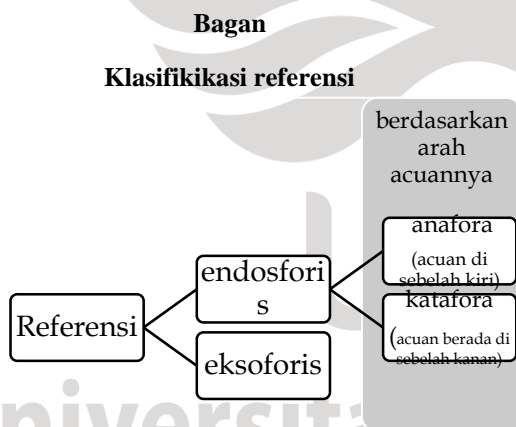 Bagan
Klasifikikasi referensi
berdasarkan
arah
acuannya
anafora
(acuan di
sebelah kiri)
endosfori
s
katafora
(acuan berada di
sebelah kanan)
Referensi
eksoforis